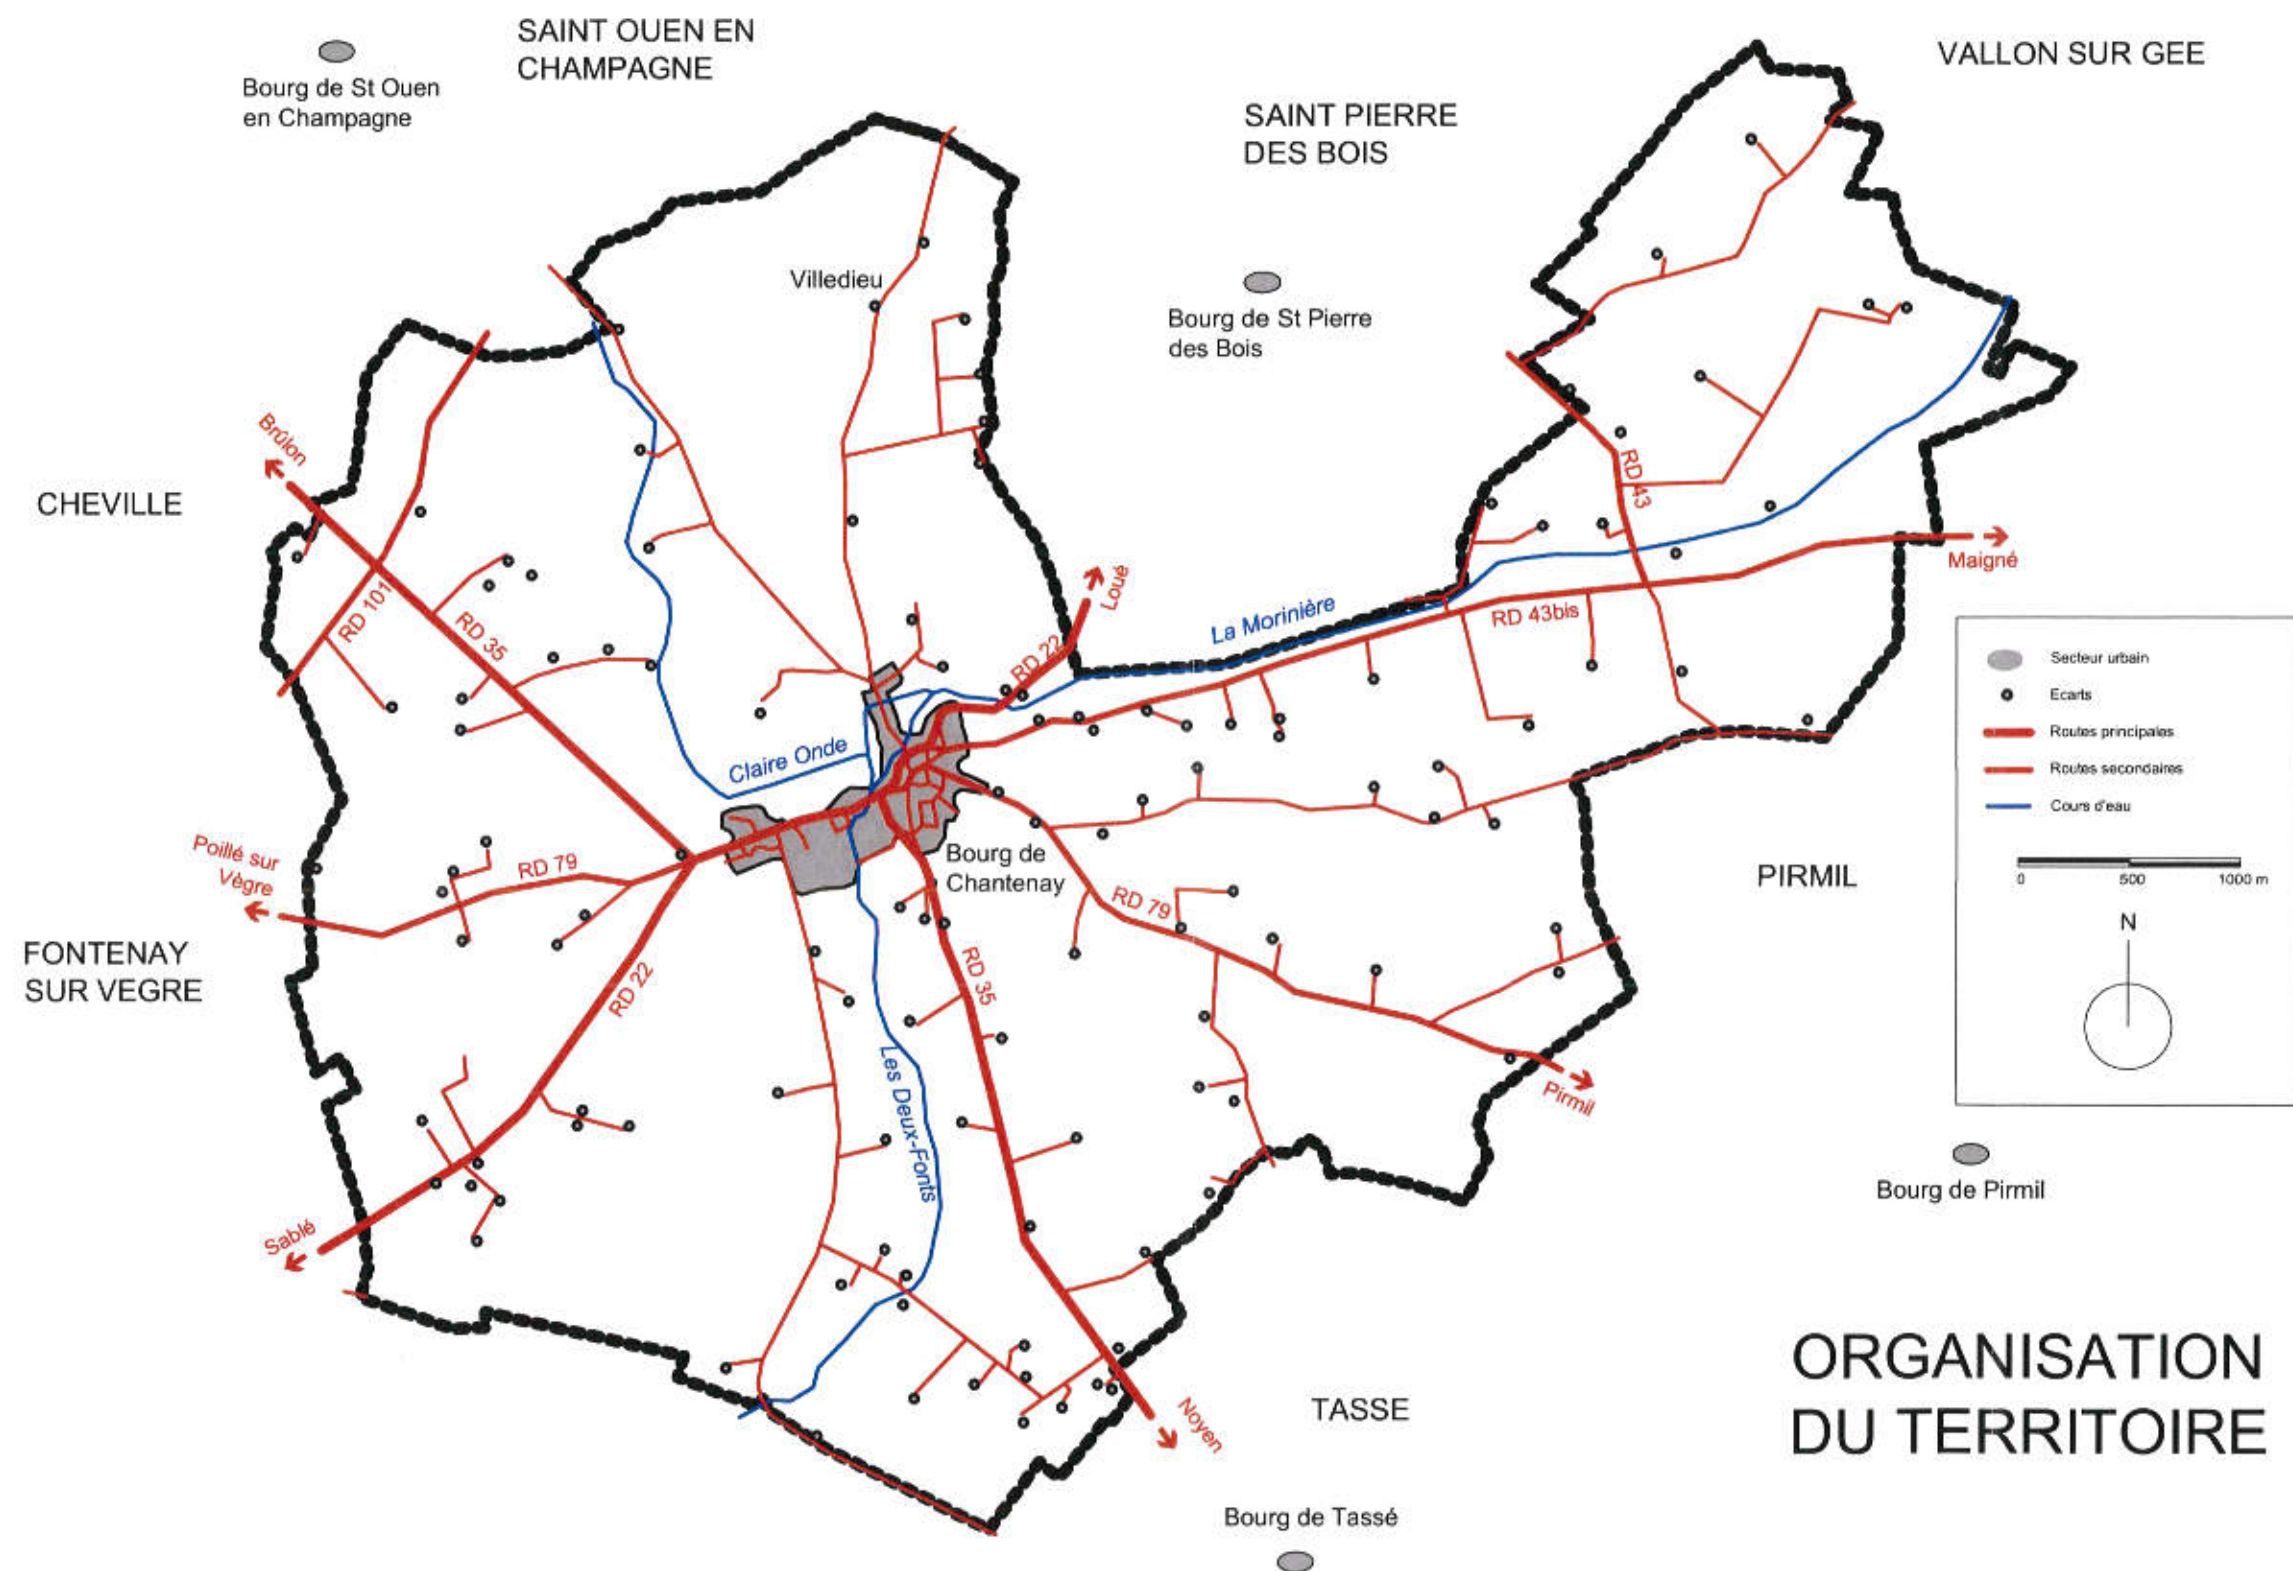 SAINT OUEN EN
CHAMPAGNE
Bourg de St Ouen
en Champagne
VALLON SUR GEE
SAINT PIERRE
DES BOIS
Villedieu
Bourg de St Pierre
des Bois
Brûlon
CHEVILLE
RD 43
Maigné
Loué
La Morinière
RD 43bis
RD 101
RD 35
RD 22
Claire Onde
Secteur urbain
Ecarts
Routes principales
Routes secondaires
Cours d'eau
0 500 1000 m
N
Poillé sur
Vègre
RD 79
Bourg de
Chantenay
PIRMIL
RD 79
FONTENAY
SUR VEGRE
RD 22
RD 35
Les Deux-Fonts
Pirmil
Bourg de Pirmil
Sablé
Noyen
TASSE
ORGANISATION
DU TERRITOIRE
Bourg de Tassé